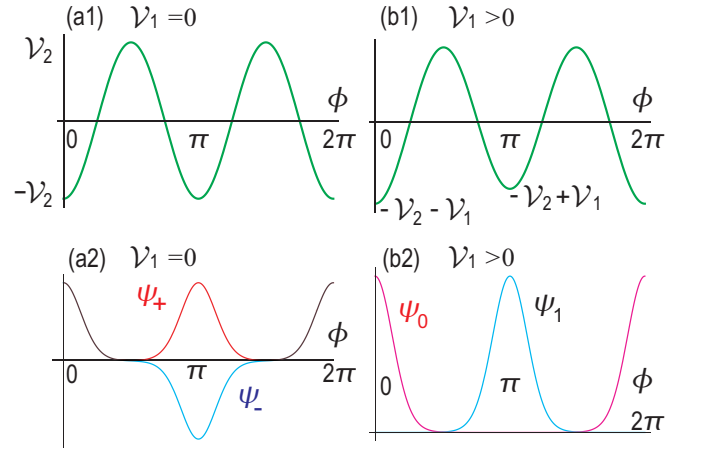 (a1) 𝒱₁ =0
𝒱₂
ϕ
0
π
2π
−𝒱₂
(b1) 𝒱₁ >0
ϕ
0
π
2π
-𝒱₂ - 𝒱₁
-𝒱₂+𝒱₁
(a2) 𝒱₁ =0
ψ₊
ϕ
0
π
2π
ψ₋
(b2) 𝒱₁ >0
ψ₀
ψ₁
0
π
ϕ
2π